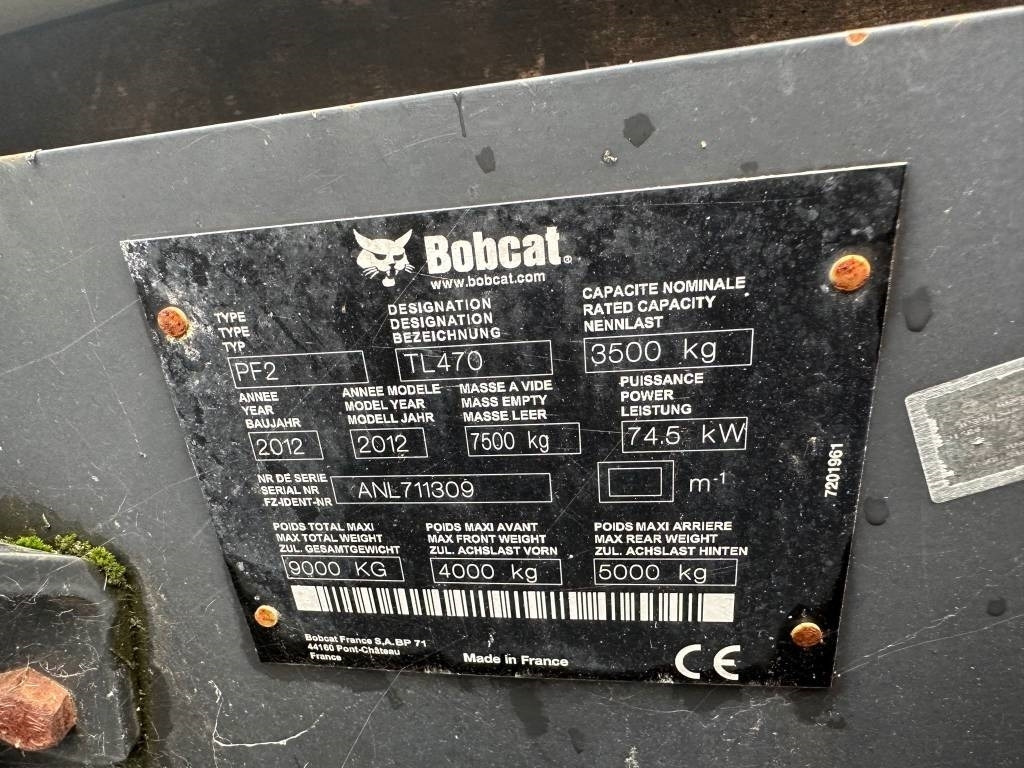 Bobcat®
www.bobcat.com
TYPE
TYPE
TYP
PF2
DESIGNATION
DESIGNATION
BEZEICHNUNG
TL470
CAPACITE NOMINALE
RATED CAPACITY
NENNLAST
3500 kg
ANNEE
YEAR
BAUJAHR
2012
ANNEE MODELE
MODEL YEAR
MODELL JAHR
2012
MASSE A VIDE
MASS EMPTY
MASSE LEER
7500 kg
PUISSANCE
POWER
LEISTUNG
74.5 kW
NR DE SERIE
SERIAL NR
FZ-IDENT-NR
ANL711309
m⁻¹
7201961
POIDS TOTAL MAXI
MAX TOTAL WEIGHT
ZUL. GESAMTGEWICHT
9000 KG
POIDS MAXI AVANT
MAX FRONT WEIGHT
ZUL. ACHSLAST VORN
4000 kg
POIDS MAXI ARRIERE
MAX REAR WEIGHT
ZUL. ACHSLAST HINTEN
5000 kg
Bobcat France S.A.BP 71
44160 Pont-Château
France
Made in France
CE